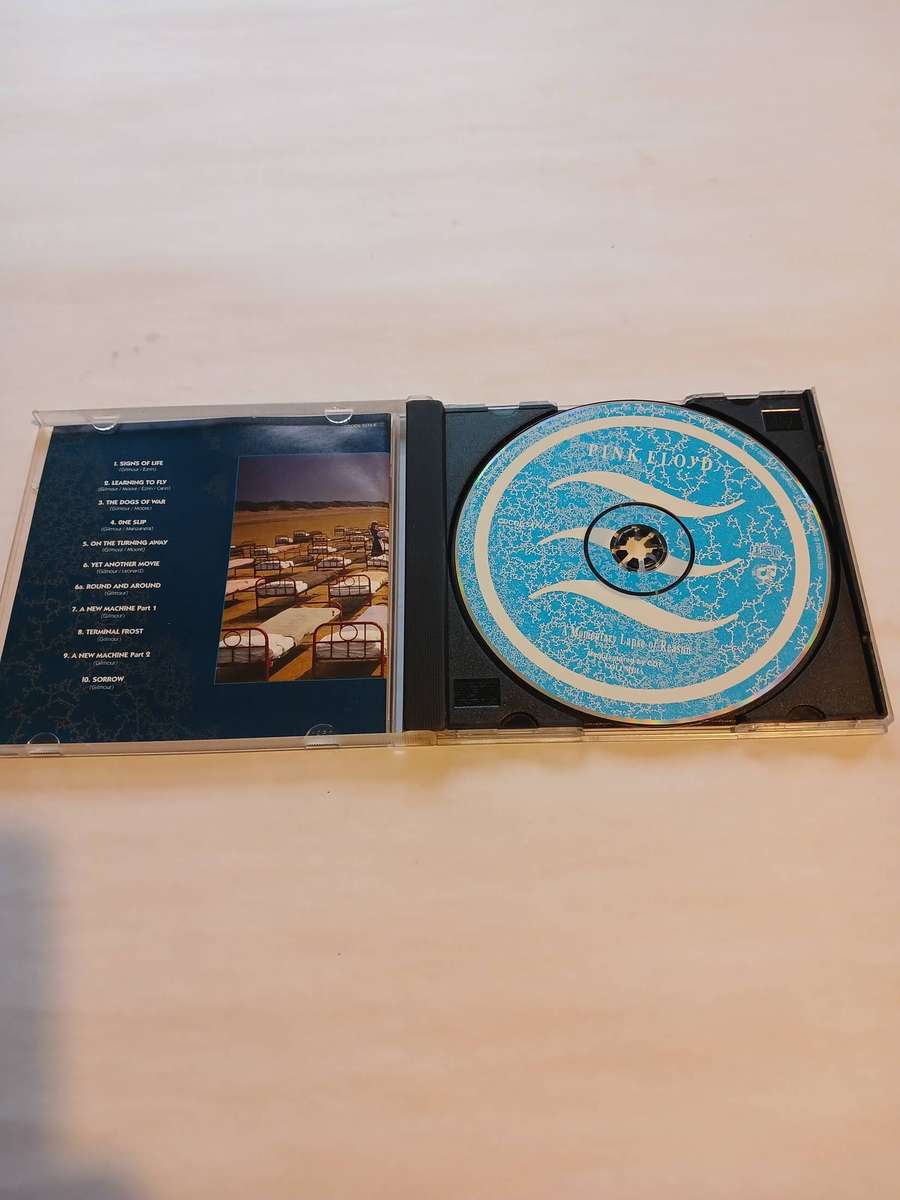 1. SIGNS OF LIFE
(Gilmour / Ezrin)
2. LEARNING TO FLY
(Gilmour / Moore / Ezrin / Carin)
3. THE DOGS OF WAR
(Gilmour / Moore)
4. ONE SLIP
(Gilmour / Manzanera)
5. ON THE TURNING AWAY
(Gilmour / Moore)
6. YET ANOTHER MOVIE
(Gilmour / Leonard)
6a. ROUND AND AROUND
(Gilmour)
7. A NEW MACHINE Part 1
(Gilmour)
8. TERMINAL FROST
(Gilmour)
9. A NEW MACHINE Part 2
(Gilmour)
10. SORROW
(Gilmour)
PINK FLOYD
A Momentary Lapse of Reason